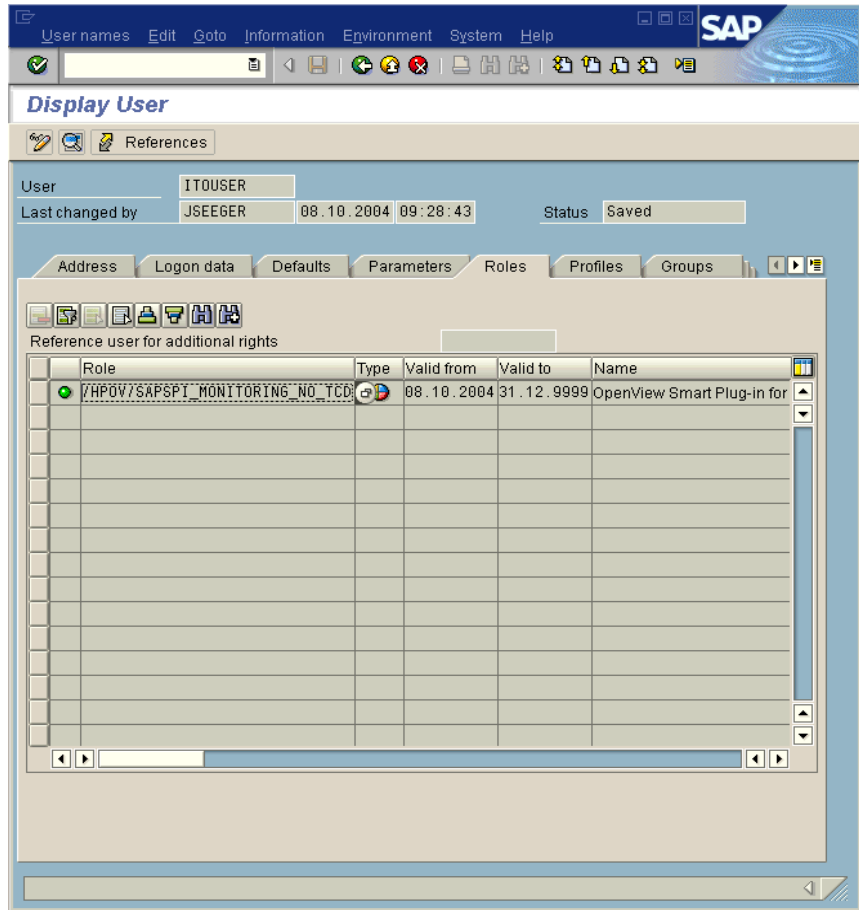 User names Edit Goto Information Environment System Help
SAP
Display User
References
User ITOUSER
Last changed by JSEEGER 08.10.2004 09:28:43 Status Saved
Address Logon data Defaults Parameters Roles Profiles Groups
Reference user for additional rights
Role Type Valid from Valid to Name
/HPOV/SAPSPI_MONITORING_NO_TCD 08.10.2004 31.12.9999 OpenView Smart Plug-in for